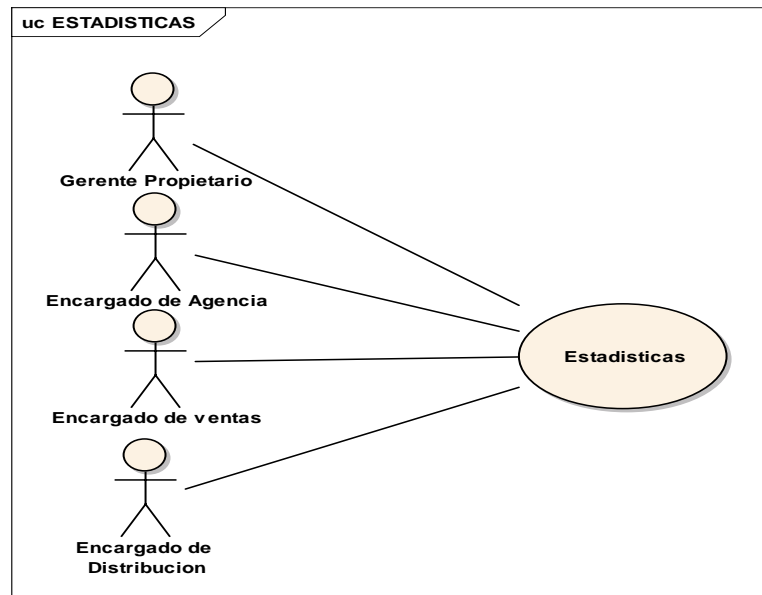 uc ESTADISTICAS
Gerente Propietario
Encargado de Agencia
Encargado de ventas
Encargado de
Distribucion
Estadisticas